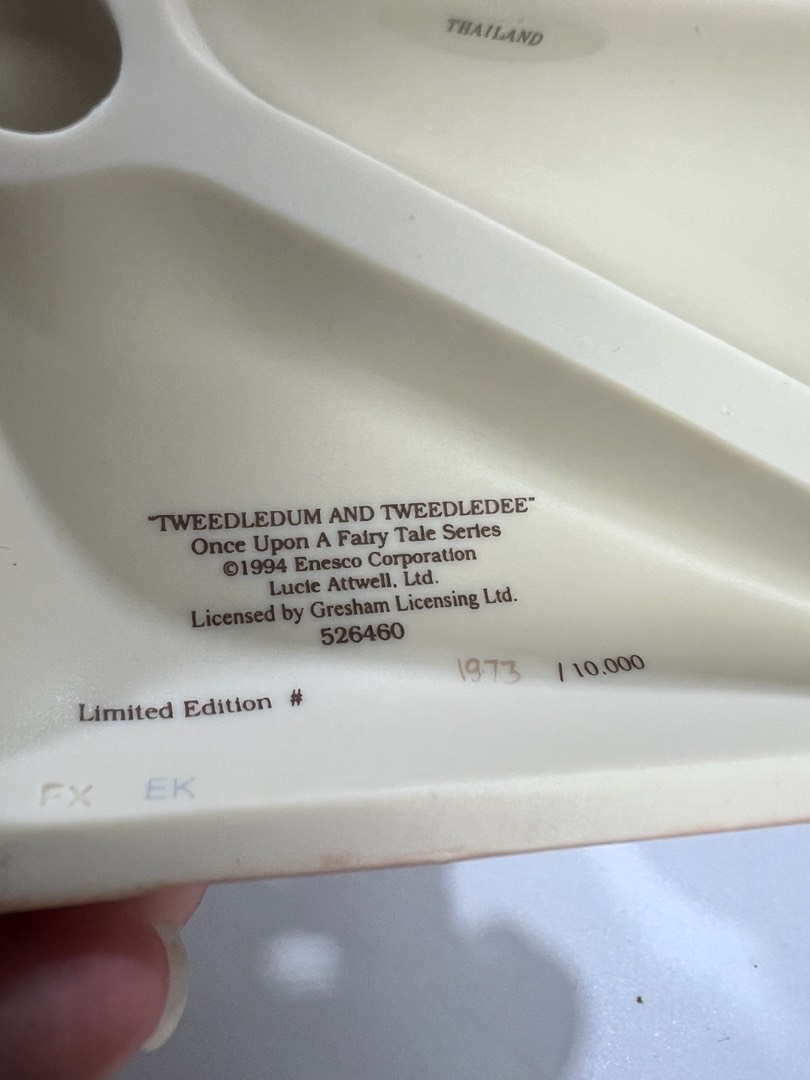 THAILAND
"TWEEDLEDUM AND TWEEDLEDEE"
Once Upon A Fairy Tale Series
©1994 Enesco Corporation
Lucie Attwell, Ltd.
Licensed by Gresham Licensing Ltd.
526460
1973 / 10.000
Limited Edition #
FX EK